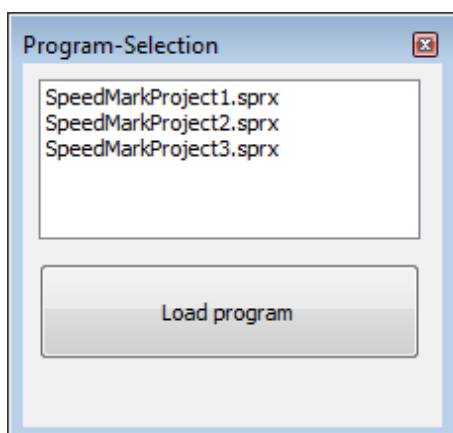 Program-Selection
SpeedMarkProject1.sprx
SpeedMarkProject2.sprx
SpeedMarkProject3.sprx
Load program